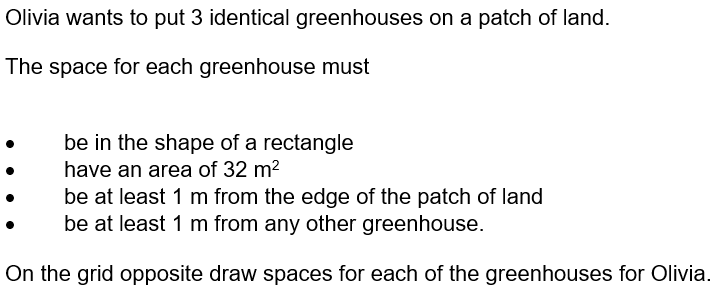 Olivia wants to put 3 identical greenhouses on a patch of land.
The space for each greenhouse must
• be in the shape of a rectangle
• have an area of 32 m²
• be at least 1 m from the edge of the patch of land
• be at least 1 m from any other greenhouse.
On the grid opposite draw spaces for each of the greenhouses for Olivia.